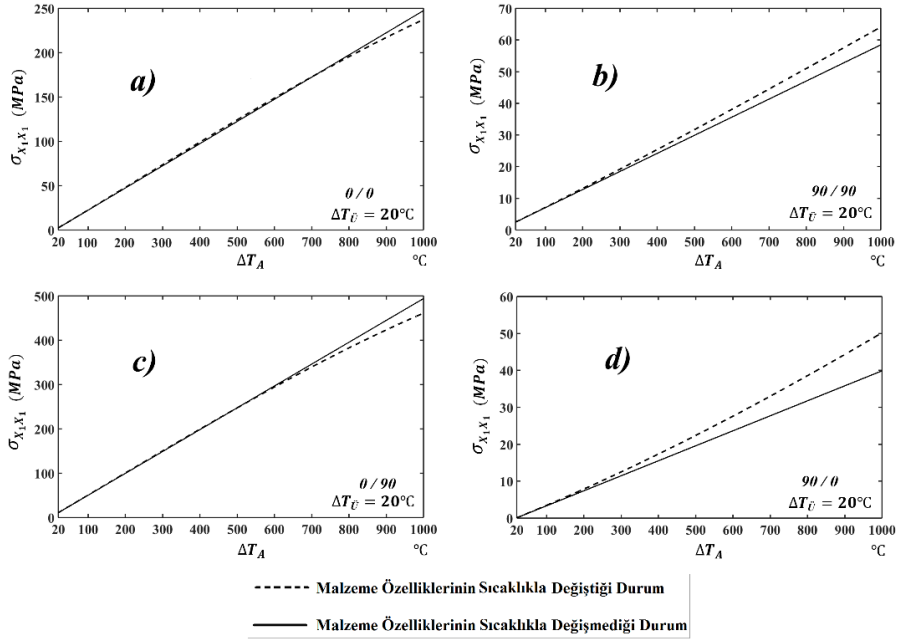 250
200
150
100
50
0
σX1X1 (MPa)
a)
0 / 0
ΔTÜ = 20°C
20 100 200 300 400 500 600 700 800 900 1000
ΔTA °C
70
60
50
40
30
20
10
0
σX1X1 (MPa)
b)
90 / 90
ΔTÜ = 20°C
20 100 200 300 400 500 600 700 800 900 1000
ΔTA °C
500
400
300
200
100
0
σX1X1 (MPa)
c)
0 / 90
ΔTÜ = 20°C
20 100 200 300 400 500 600 700 800 900 1000
ΔTA °C
60
50
40
30
20
10
0
σX1X1 (MPa)
d)
90 / 0
ΔTÜ = 20°C
20 100 200 300 400 500 600 700 800 900 1000
ΔTA °C
Malzeme Özelliklerinin Sıcaklıkla Değiştiği Durum
Malzeme Özelliklerinin Sıcaklıkla Değişmediği Durum